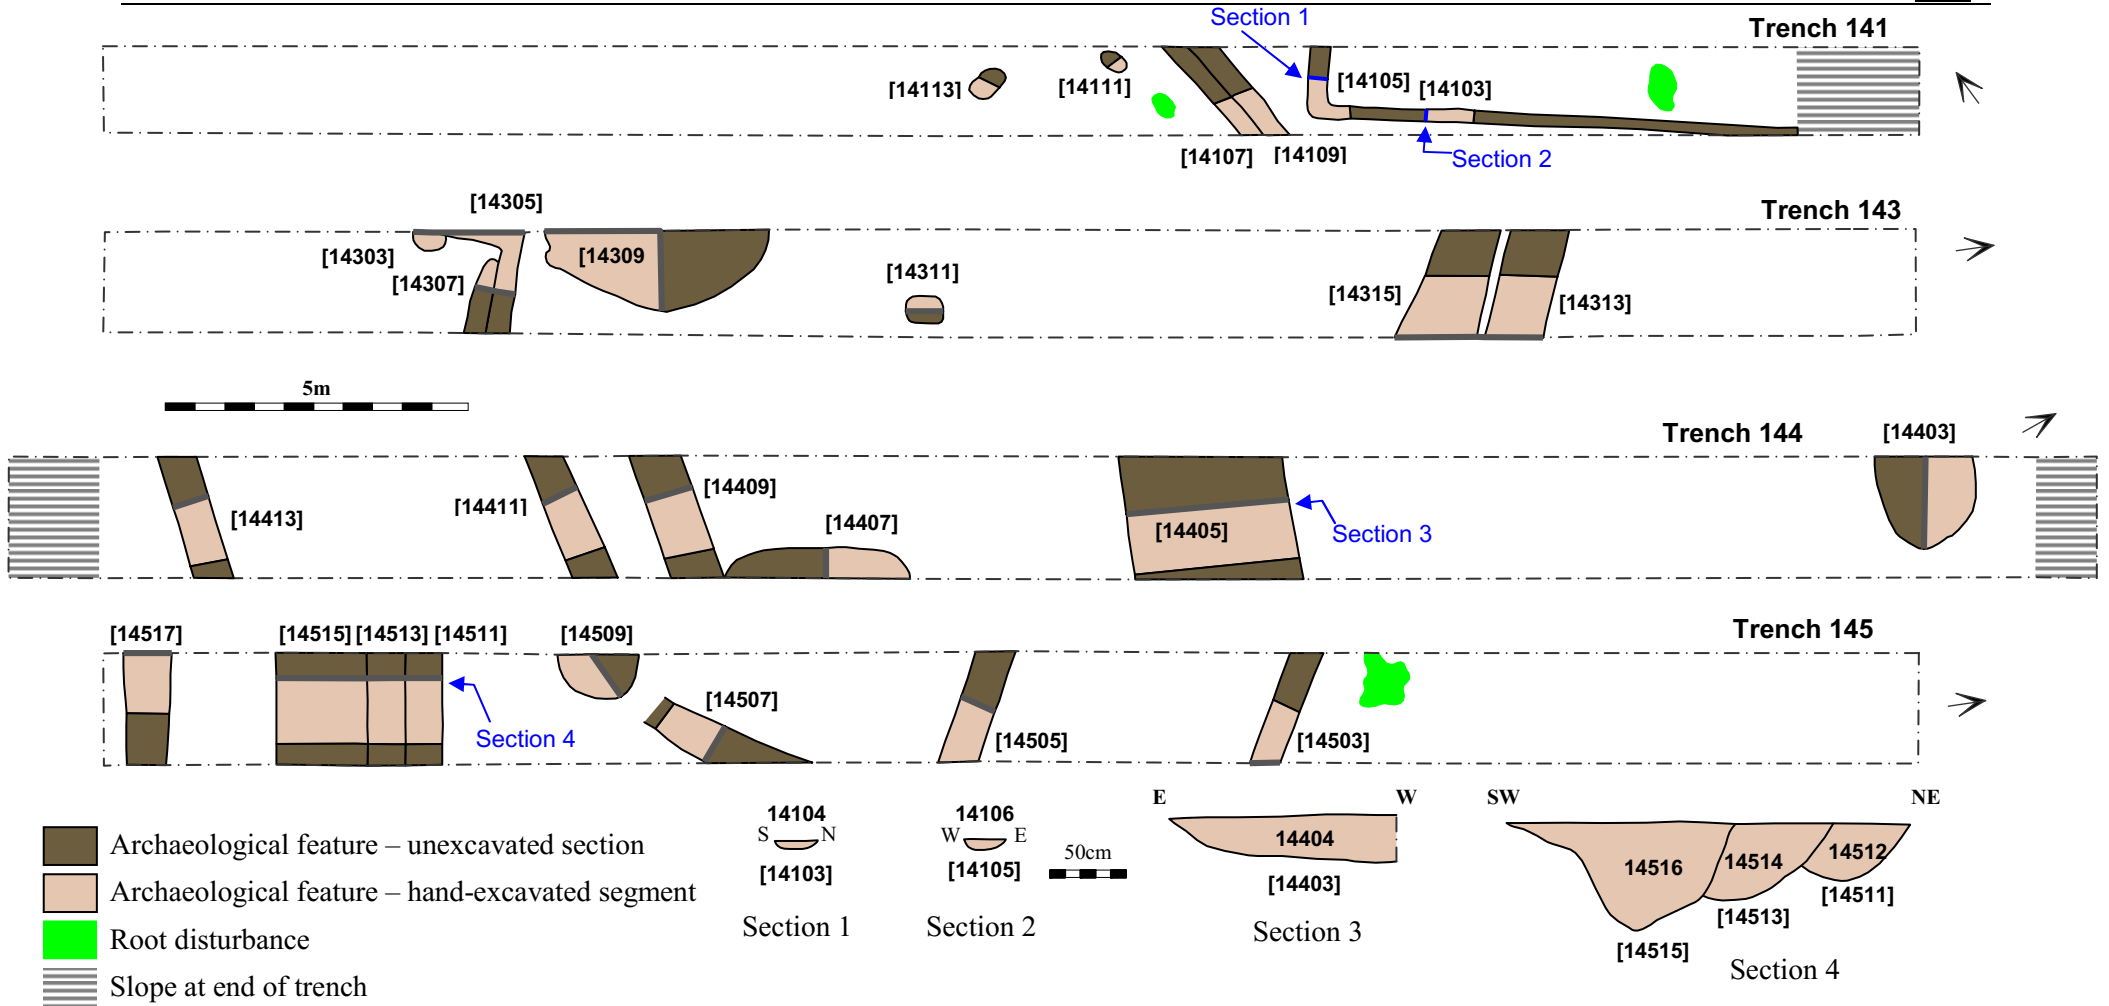 Section 1
Trench 141
[14113]
[14111]
[14105]
[14103]
[14107]
[14109]
Section 2
[14305]
Trench 143
[14303]
[14307]
[14309]
[14311]
[14315]
[14313]
5m
Trench 144
[14403]
[14413]
[14411]
[14409]
[14407]
[14405]
Section 3
Trench 145
[14517]
[14515]
[14513]
[14511]
[14509]
[14507]
Section 4
[14505]
[14503]
Archaeological feature – unexcavated section
Archaeological feature – hand-excavated segment
Root disturbance
Slope at end of trench
14104
S N
[14103]
Section 1
14106
W E
[14105]
Section 2
50cm
E W
14404
[14403]
Section 3
SW NE
14516
14514
14512
[14511]
[14513]
[14515]
Section 4